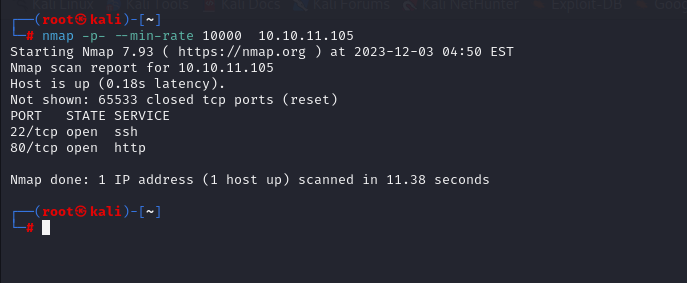 Kali Linux Kali Tools Kali Docs Kali Forums Kali NetHunter Exploit-DB
┌──(root㉿kali)-[~]
└─# nmap -p- --min-rate 10000  10.10.11.105
Starting Nmap 7.93 ( https://nmap.org ) at 2023-12-03 04:50 EST
Nmap scan report for 10.10.11.105
Host is up (0.18s latency).
Not shown: 65533 closed tcp ports (reset)
PORT   STATE SERVICE
22/tcp open  ssh
80/tcp open  http
Nmap done: 1 IP address (1 host up) scanned in 11.38 seconds
┌──(root㉿kali)-[~]
└─#